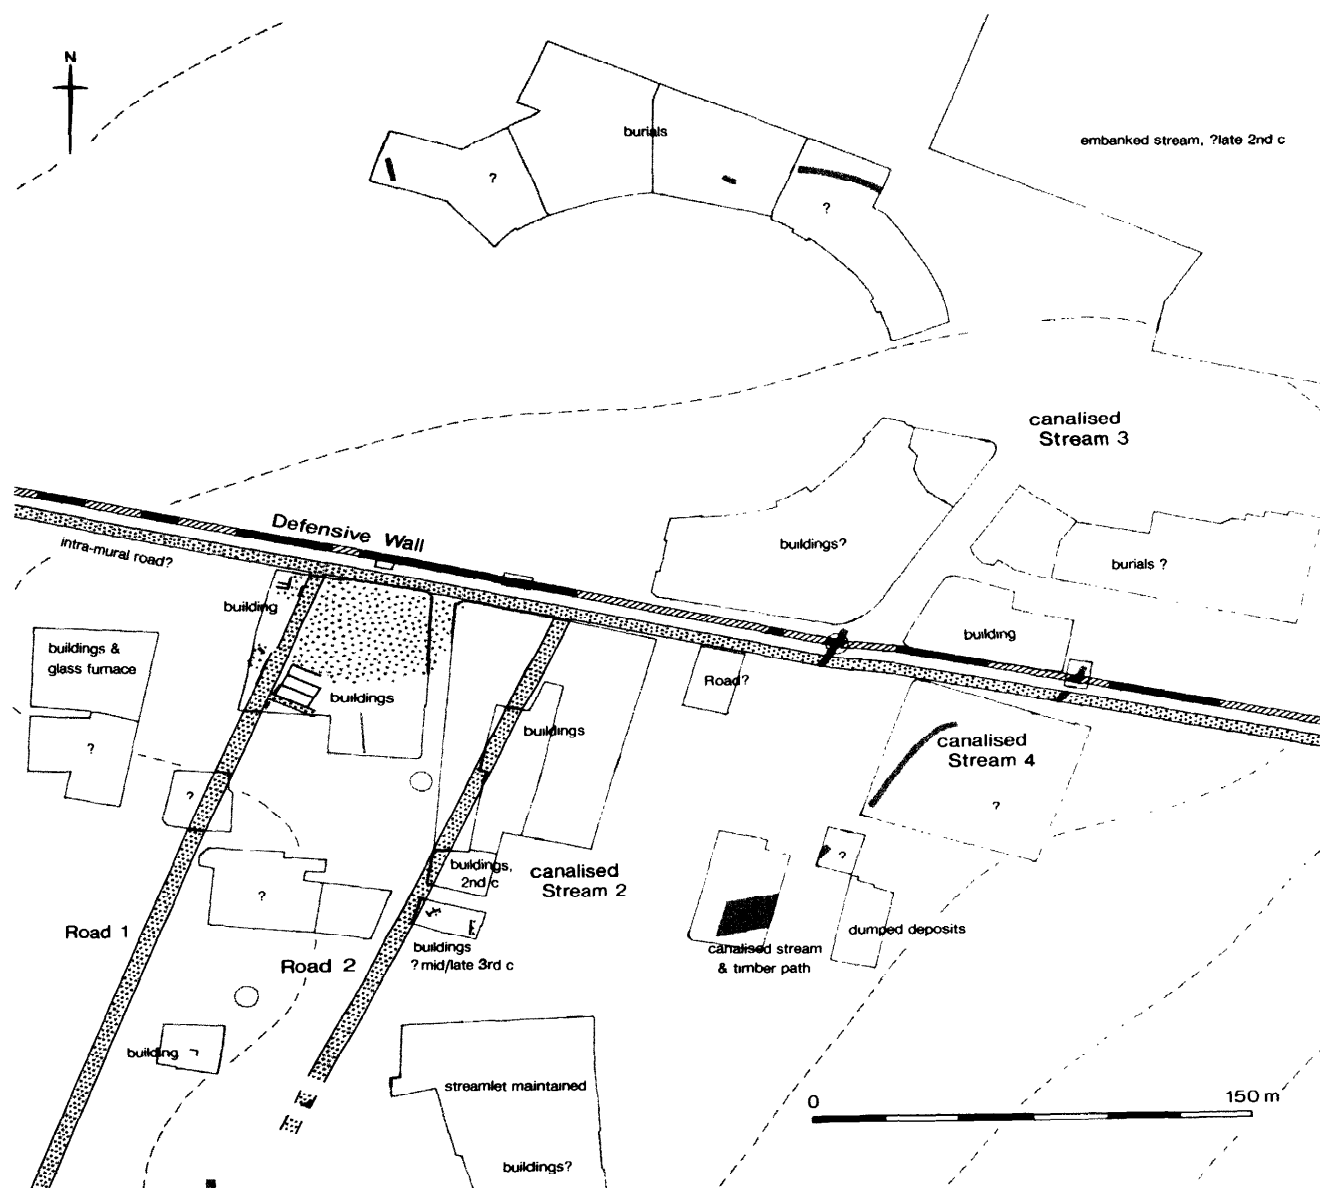 N
burials
embanked stream, ?late 2nd c
?
?
canalised
Stream 3
Defensive Wall
intra-mural road?
buildings?
burials ?
building
building
buildings &
glass furnace
Road?
buildings
buildings
canalised
Stream 4
?
?
?
?
buildings,
2nd c
canalised
Stream 2
?
Road 1
dumped deposits
buildings
? mid/late 3rd c
canalised stream
& timber path
Road 2
building
streamlet maintained
0
150 m
buildings?